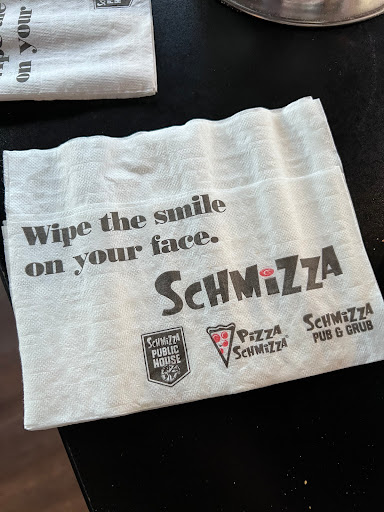 on your
Wipe the smile
on your face.
SCHMIZZA
SCHMIZZA
PUBLIC
HOUSE
PIZZA
SCHMIZZA
SCHMIZZA
PUB & GRUB